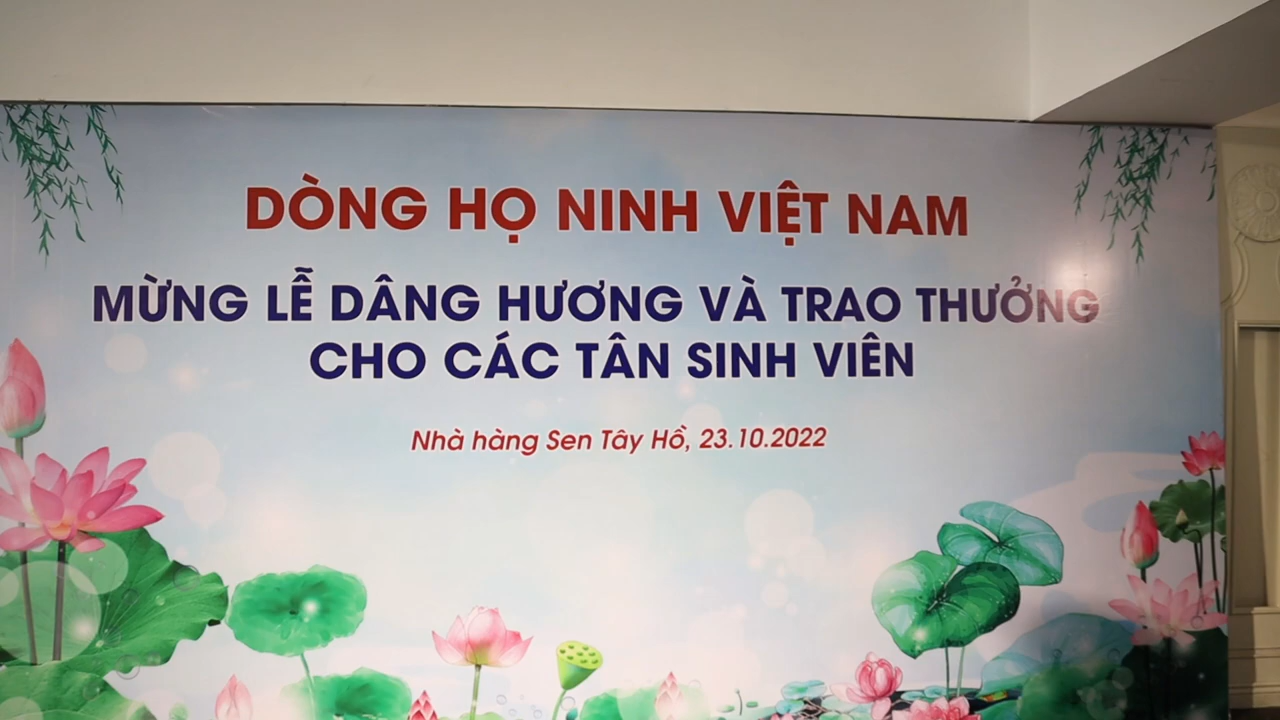 DÒNG HỌ NINH VIỆT NAM
MỪNG LỄ DÂNG HƯƠNG VÀ TRAO THƯỞNG
CHO CÁC TÂN SINH VIÊN
Nhà hàng Sen Tây Hồ, 23.10.2022